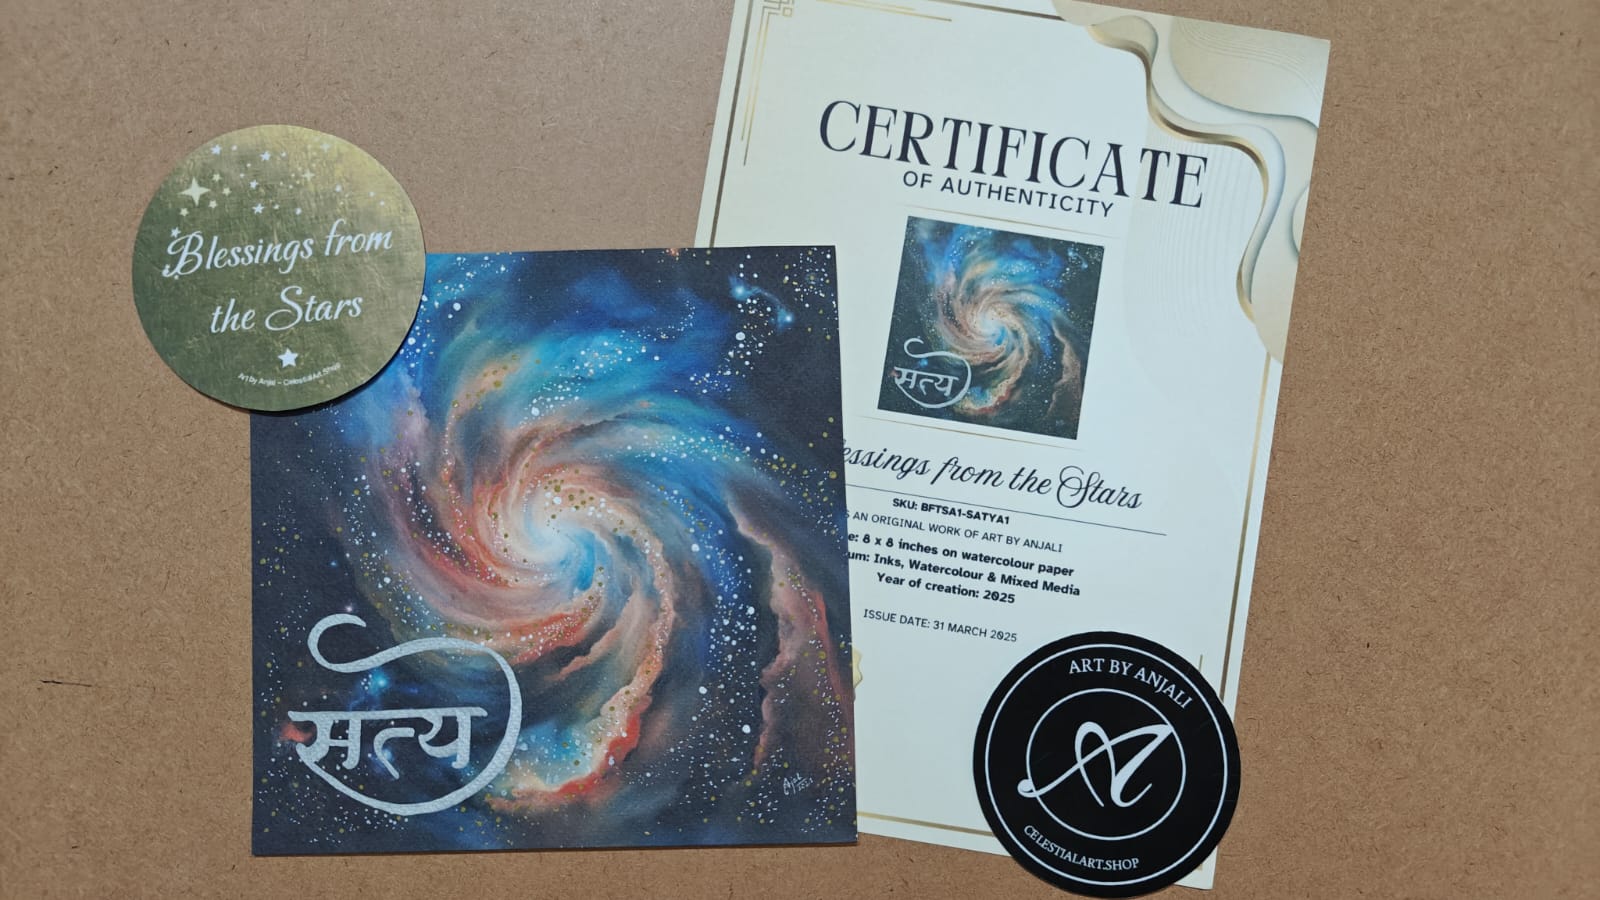 Blessings from
the Stars
Art by Anjali ~ CelestialArt.Shop
सत्य
CERTIFICATE
OF AUTHENTICITY
सत्य
from the Stars
SKU: BFTSA1-SATYA1
AN ORIGINAL WORK OF ART BY ANJALI
8 x 8 inches on watercolour paper
Inks, Watercolour & Mixed Media
Year of creation: 2025
ISSUE DATE: 31 MARCH 2025
ART BY ANJALI
A
CELESTIALART.SHOP